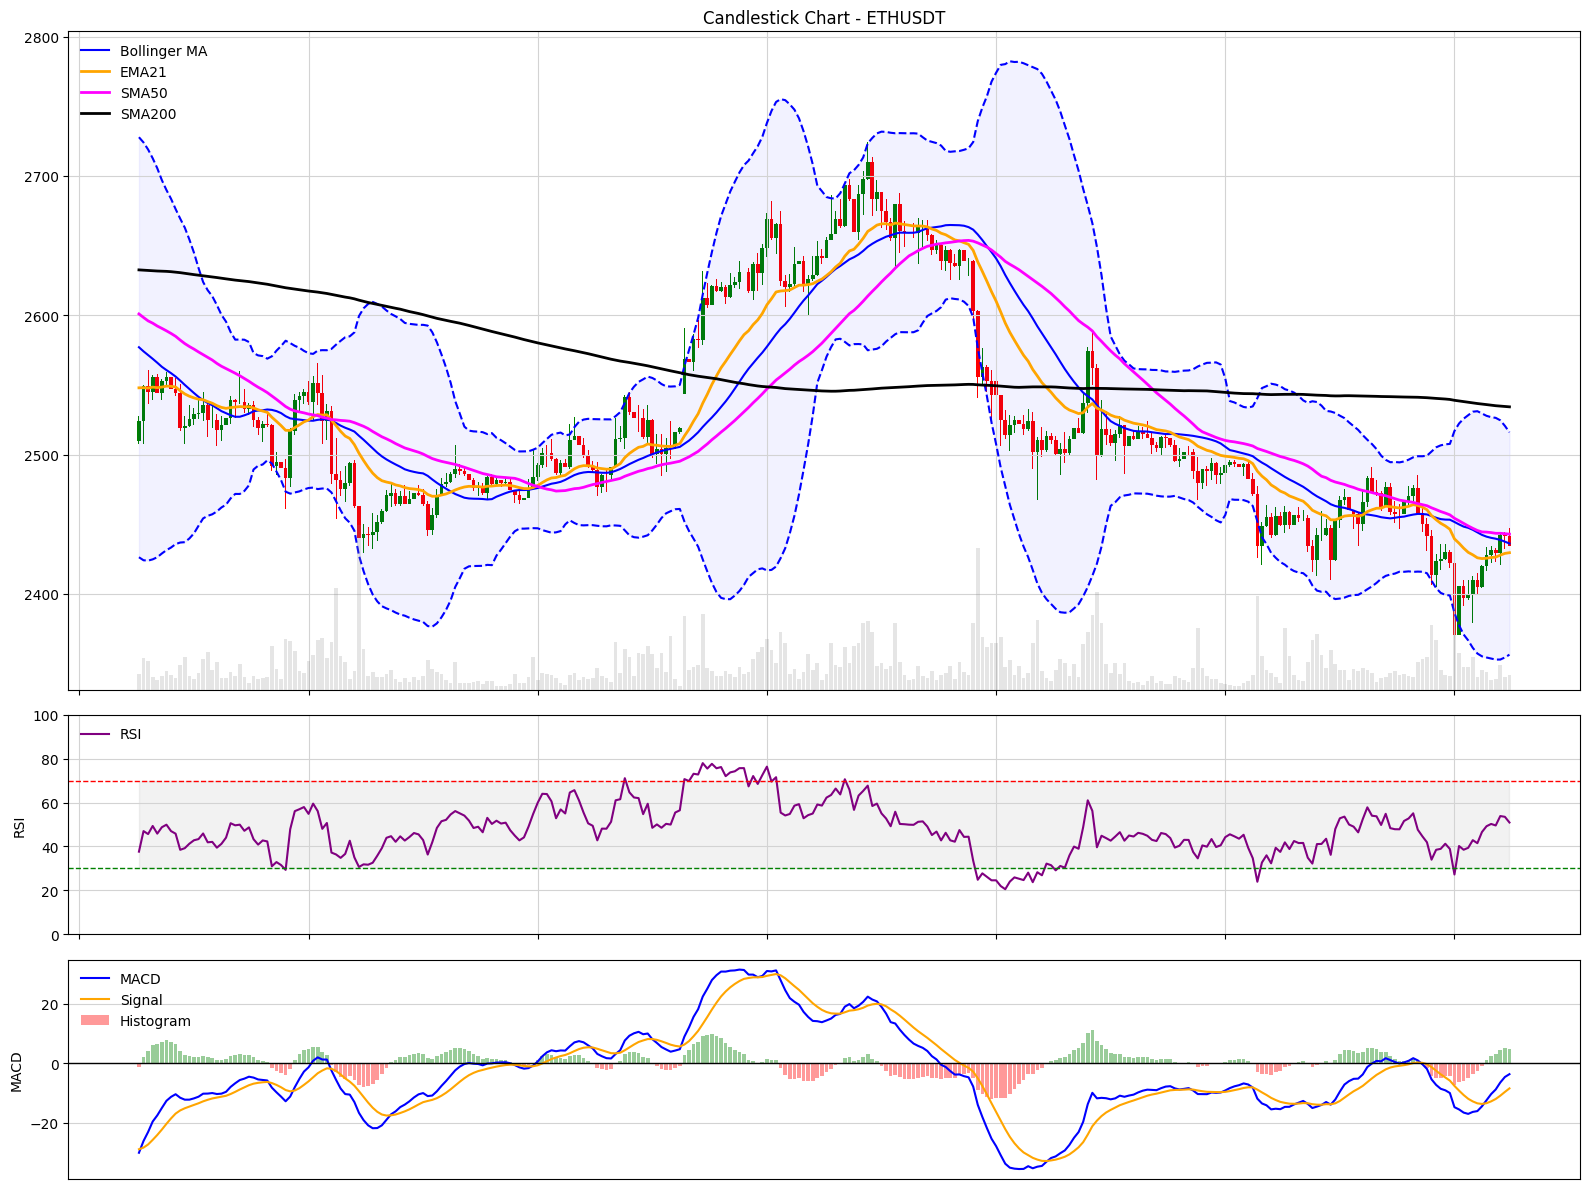 Candlestick Chart - ETHUSDT
2800
Bollinger MA
EMA21
SMA50
SMA200
2700
2600
2500
2400
100
RSI
80
60
RSI
40
20
0
MACD
Signal
Histogram
20
0
MACD
−20